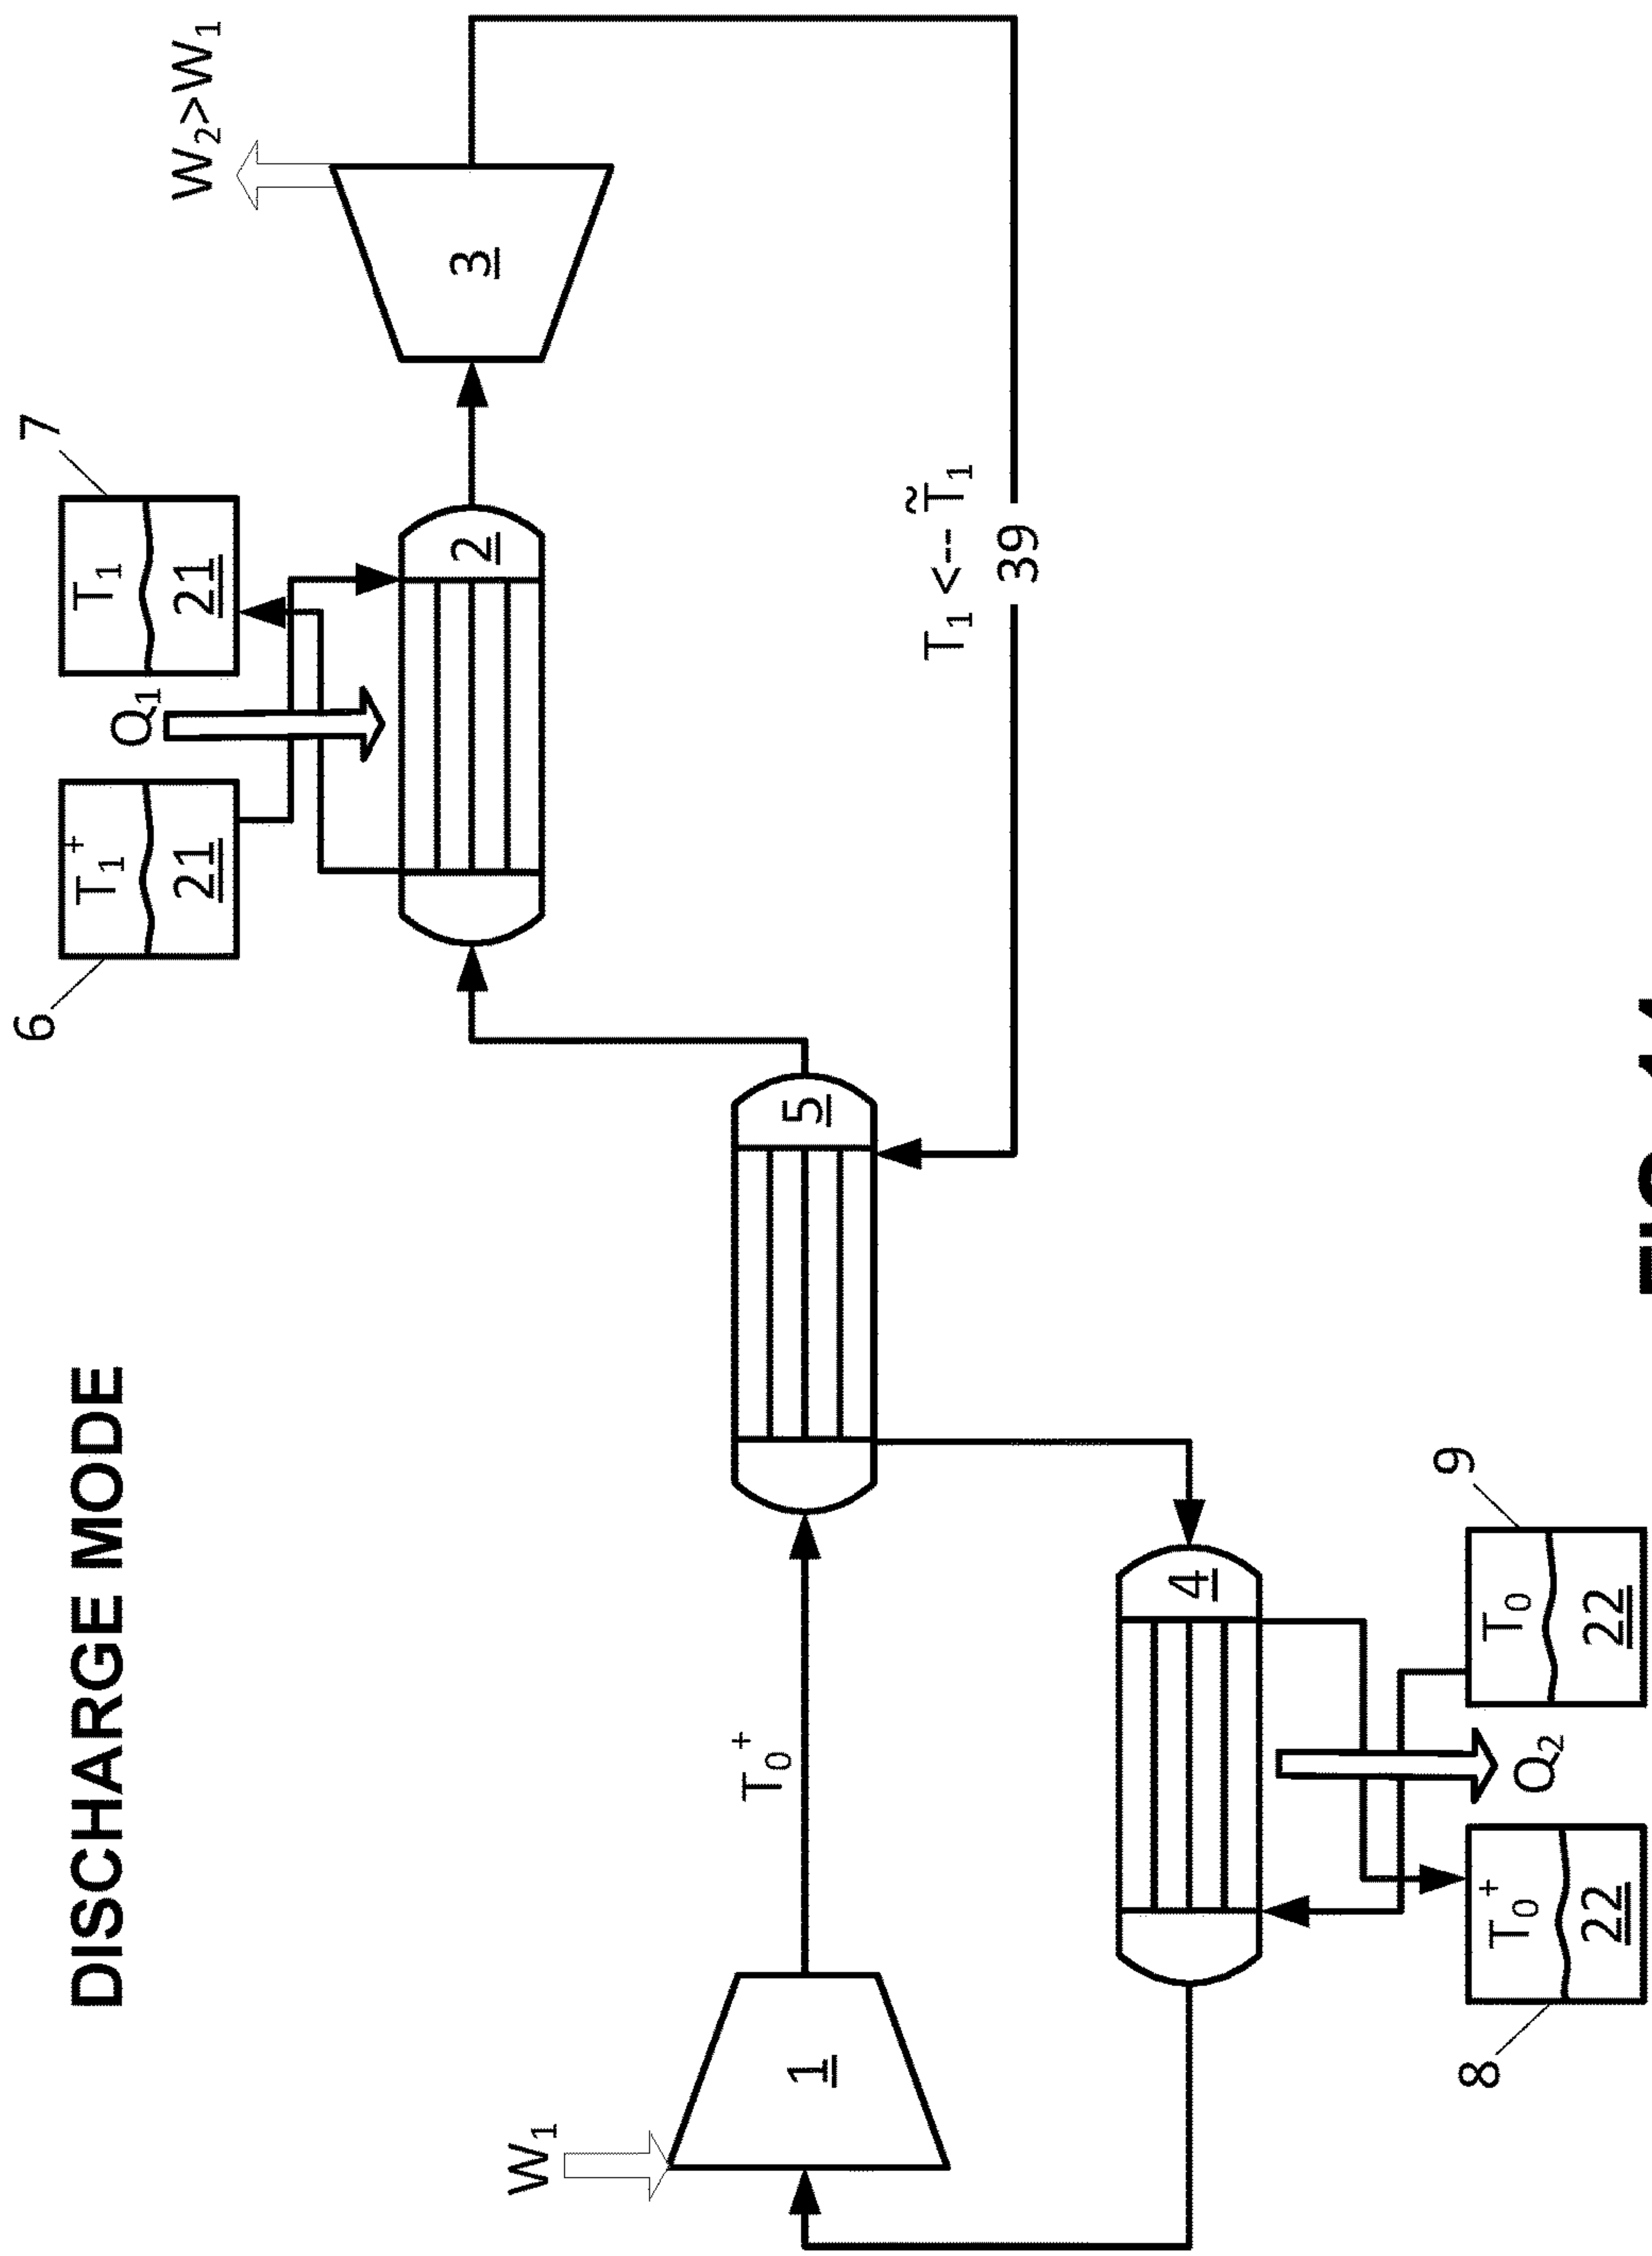 DISCHARGE MODE
6
7
T₁⁺
T₁
Q₁
21
21
W₂>W₁
2
3
W₁
T₀⁺
5
1
T₁ <-- T̃₁
39
4
9
8
T₀⁺
T₀
Q₂
22
22